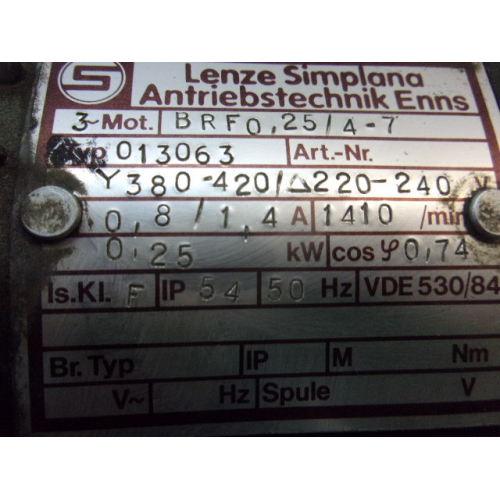 S
Lenze Simplana
Antriebstechnik Enns
3~Mot. BRF0,25/4-7
yp 013063 Art.-Nr.
Y380-420/△220-240 V
0,8/1,4 A 1410 /min
0,25 kW cos φ 0,74
Is.Kl. F IP 54 50 Hz VDE 530/84
Br. Typ IP M Nm
V~ Hz Spule V